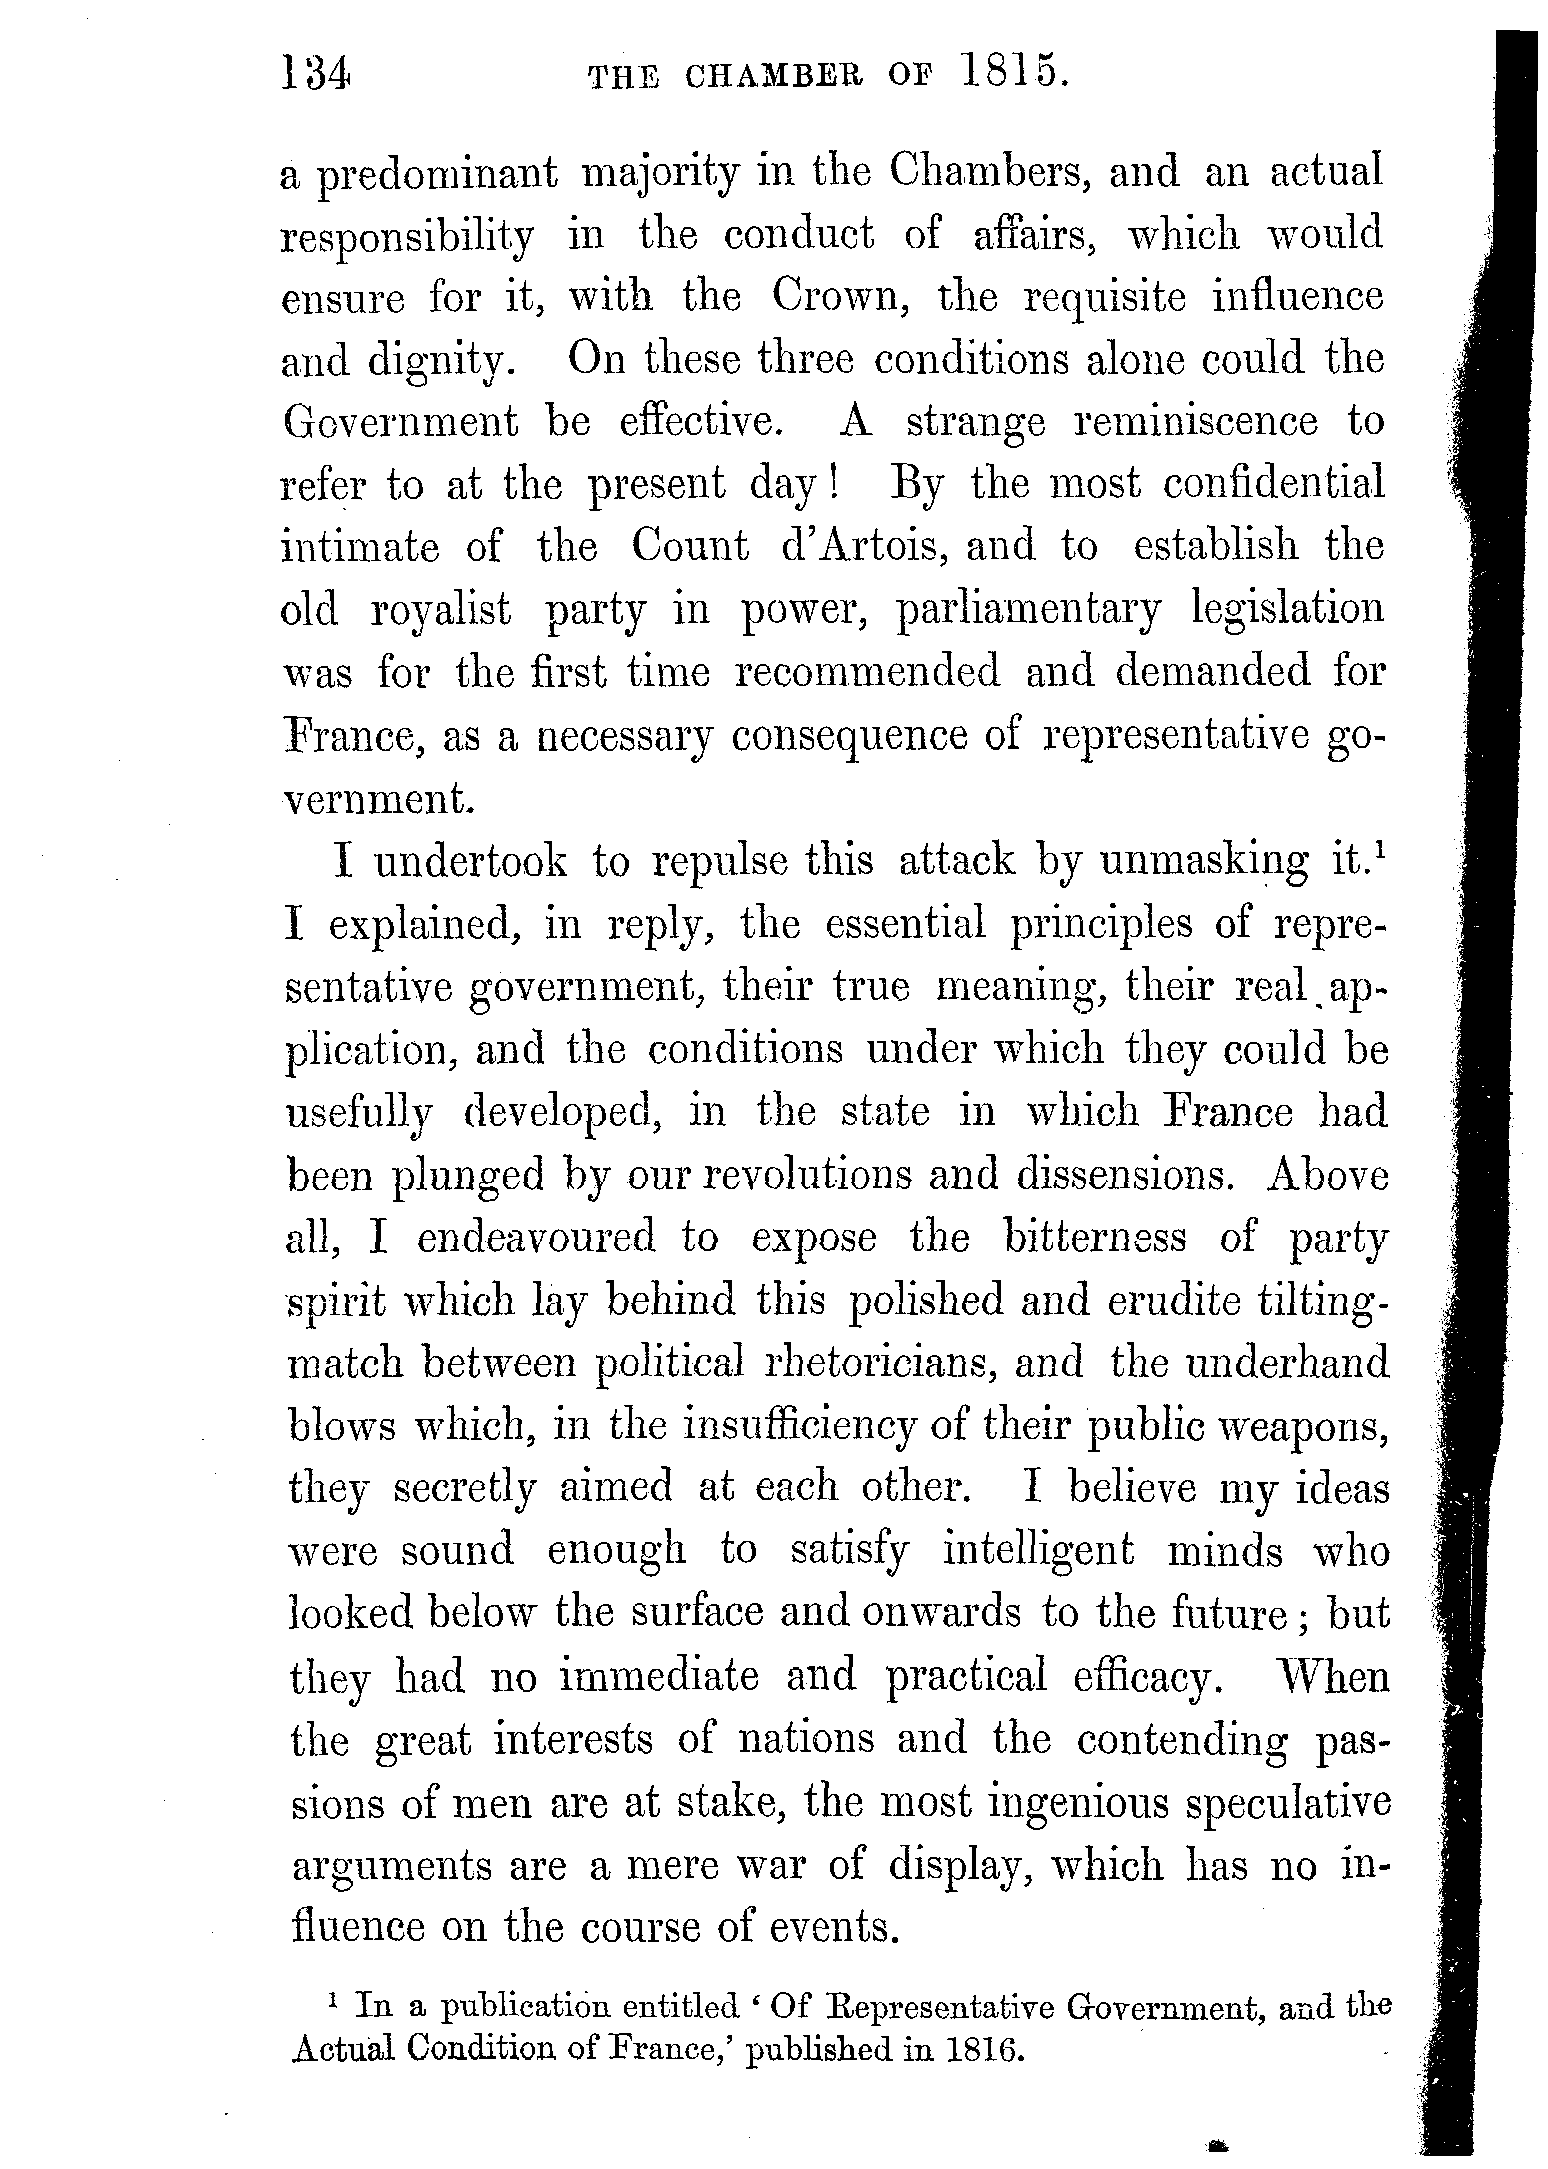 134 THE CHAMBER OF 1815.
a predominant majority in the Chambers, and an actual
responsibility in the conduct of affairs, which would
ensure for it, with the Crown, the requisite influence
and dignity. On these three conditions alone could the
Government be effective. A strange reminiscence to
refer to at the present day! By the most confidential
intimate of the Count d'Artois, and to establish the
old royalist party in power, parliamentary legislation
was for the first time recommended and demanded for
France, as a necessary consequence of representative go-
vernment.
I undertook to repulse this attack by unmasking it.¹
I explained, in reply, the essential principles of repre-
sentative government, their true meaning, their real ap-
plication, and the conditions under which they could be
usefully developed, in the state in which France had
been plunged by our revolutions and dissensions. Above
all, I endeavoured to expose the bitterness of party
spirit which lay behind this polished and erudite tilting-
match between political rhetoricians, and the underhand
blows which, in the insufficiency of their public weapons,
they secretly aimed at each other. I believe my ideas
were sound enough to satisfy intelligent minds who
looked below the surface and onwards to the future; but
they had no immediate and practical efficacy. When
the great interests of nations and the contending pas-
sions of men are at stake, the most ingenious speculative
arguments are a mere war of display, which has no in-
fluence on the course of events.
¹ In a publication entitled ‘Of Representative Government, and the
Actual Condition of France,’ published in 1816.